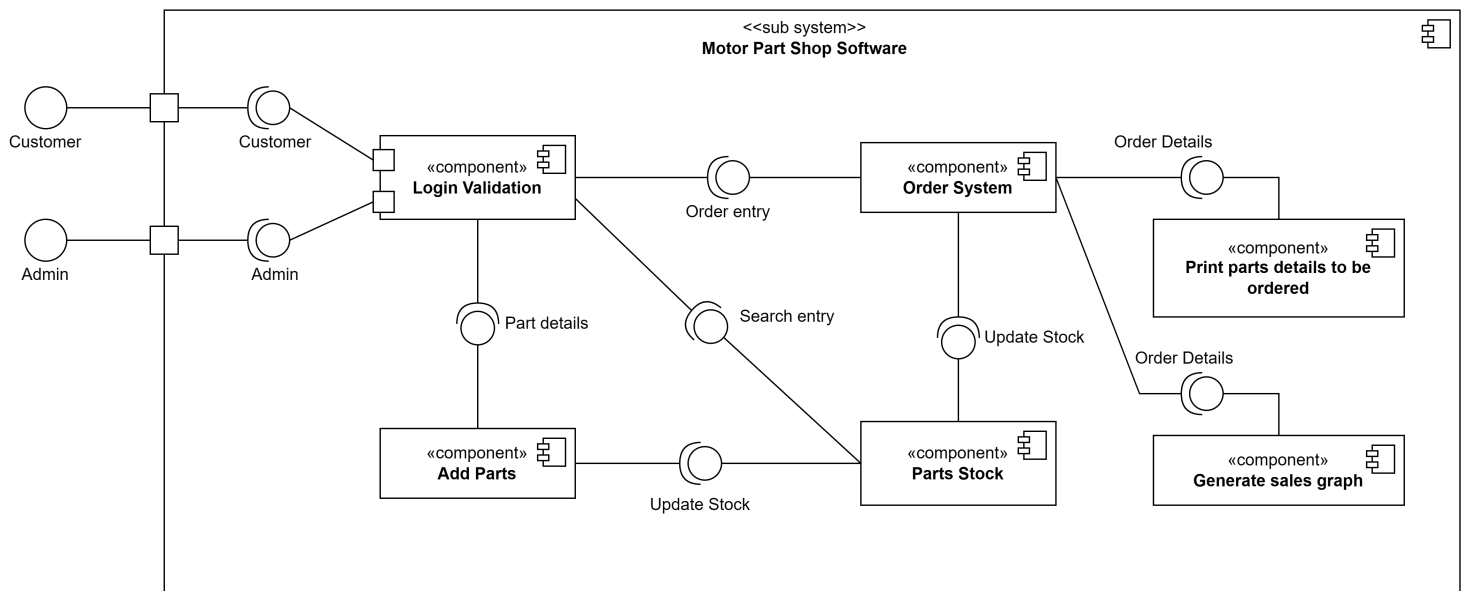 <<sub system>>
Motor Part Shop Software
Customer
Customer
Order Details
«component»
Login Validation
«component»
Order System
Order entry
Admin
Admin
«component»
Print parts details to be
ordered
Part details
Search entry
Update Stock
Order Details
«component»
Add Parts
«component»
Parts Stock
«component»
Generate sales graph
Update Stock